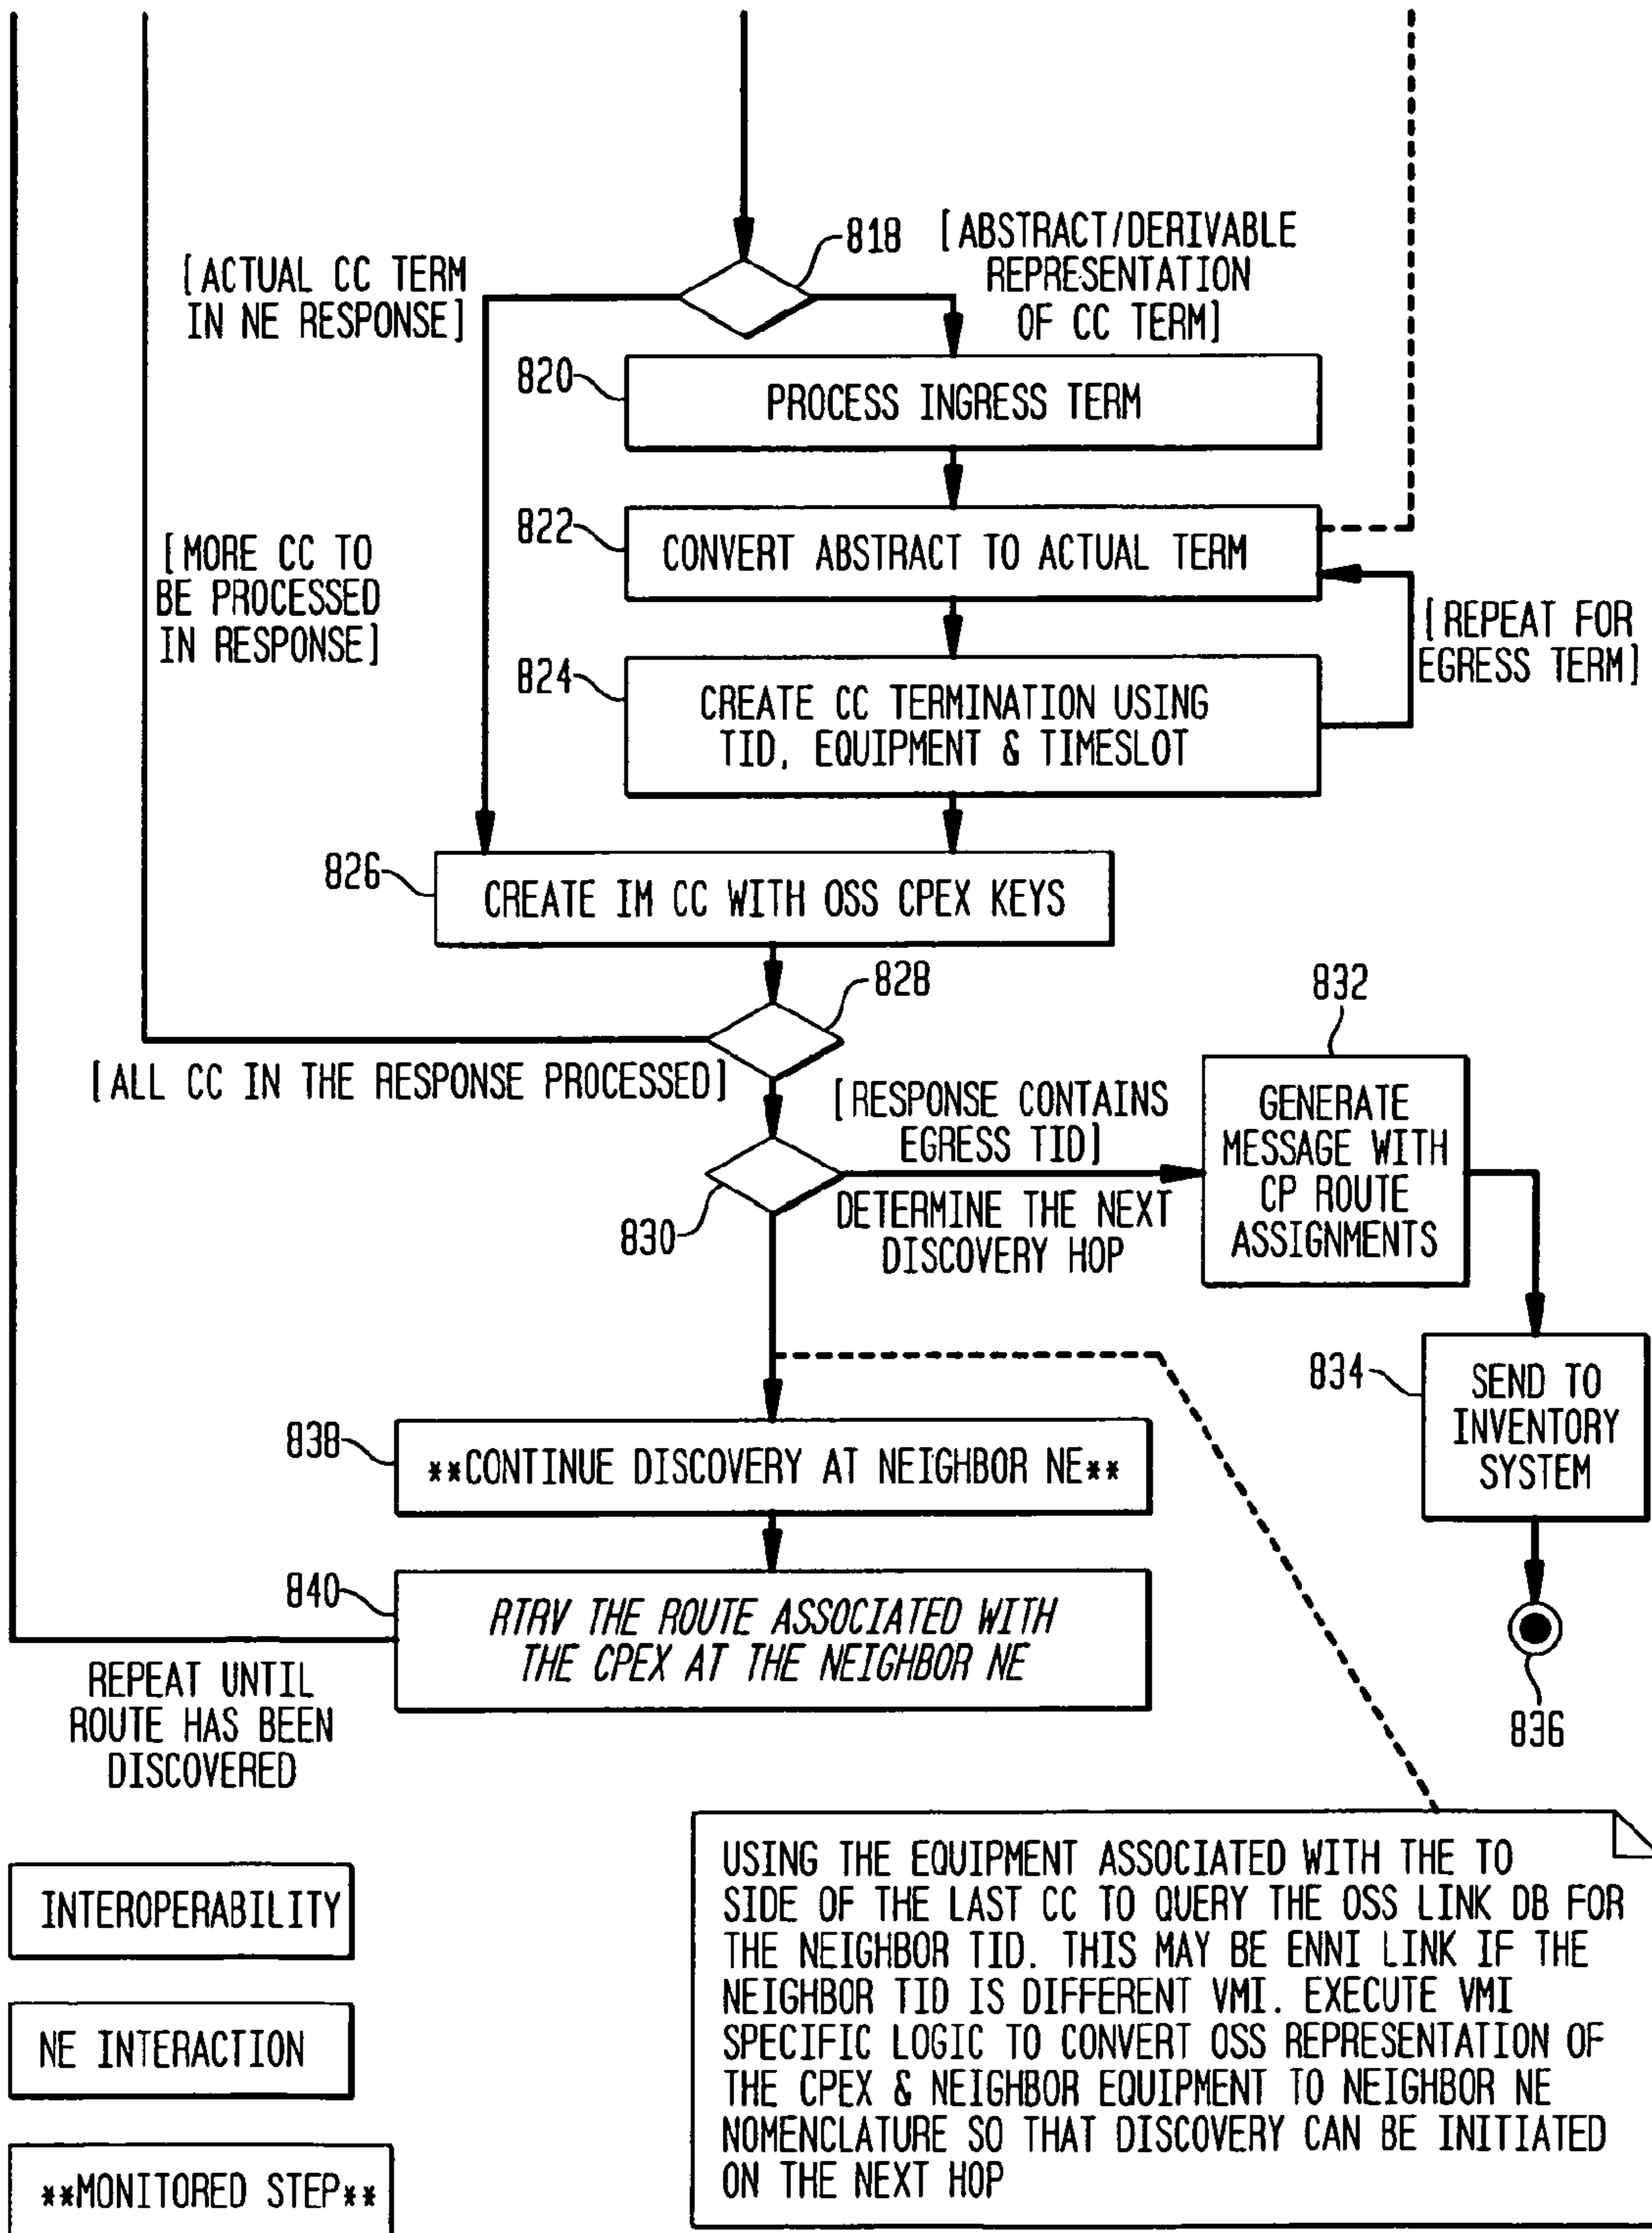 818
[ABSTRACT/DERIVABLE
REPRESENTATION
OF CC TERM]
[ACTUAL CC TERM
IN NE RESPONSE]
820
PROCESS INGRESS TERM
822
CONVERT ABSTRACT TO ACTUAL TERM
[MORE CC TO
BE PROCESSED
IN RESPONSE]
[REPEAT FOR
EGRESS TERM]
824
CREATE CC TERMINATION USING
TID, EQUIPMENT & TIMESLOT
826
CREATE IM CC WITH OSS CPEX KEYS
828
[ALL CC IN THE RESPONSE PROCESSED]
830
[RESPONSE CONTAINS
EGRESS TID]
DETERMINE THE NEXT
DISCOVERY HOP
832
GENERATE
MESSAGE WITH
CP ROUTE
ASSIGNMENTS
834
SEND TO
INVENTORY
SYSTEM
836
838
**CONTINUE DISCOVERY AT NEIGHBOR NE**
840
RTRV THE ROUTE ASSOCIATED WITH
THE CPEX AT THE NEIGHBOR NE
REPEAT UNTIL
ROUTE HAS BEEN
DISCOVERED
INTEROPERABILITY
NE INTERACTION
**MONITORED STEP**
USING THE EQUIPMENT ASSOCIATED WITH THE TO
SIDE OF THE LAST CC TO QUERY THE OSS LINK DB FOR
THE NEIGHBOR TID. THIS MAY BE ENNI LINK IF THE
NEIGHBOR TID IS DIFFERENT VMI. EXECUTE VMI
SPECIFIC LOGIC TO CONVERT OSS REPRESENTATION OF
THE CPEX & NEIGHBOR EQUIPMENT TO NEIGHBOR NE
NOMENCLATURE SO THAT DISCOVERY CAN BE INITIATED
ON THE NEXT HOP